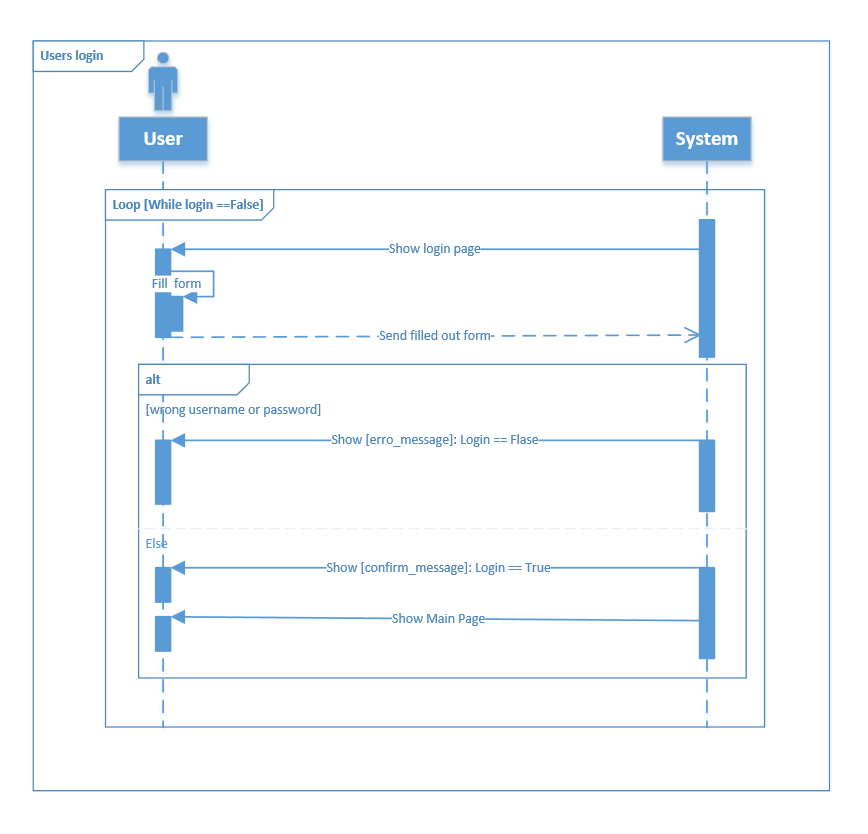 Users login
User
System
Loop [While login ==False]
Show login page
Fill  form
Send filled out form
alt
[wrong username or password]
Show [erro_message]: Login == Flase
Else
Show [confirm_message]: Login == True
Show Main Page